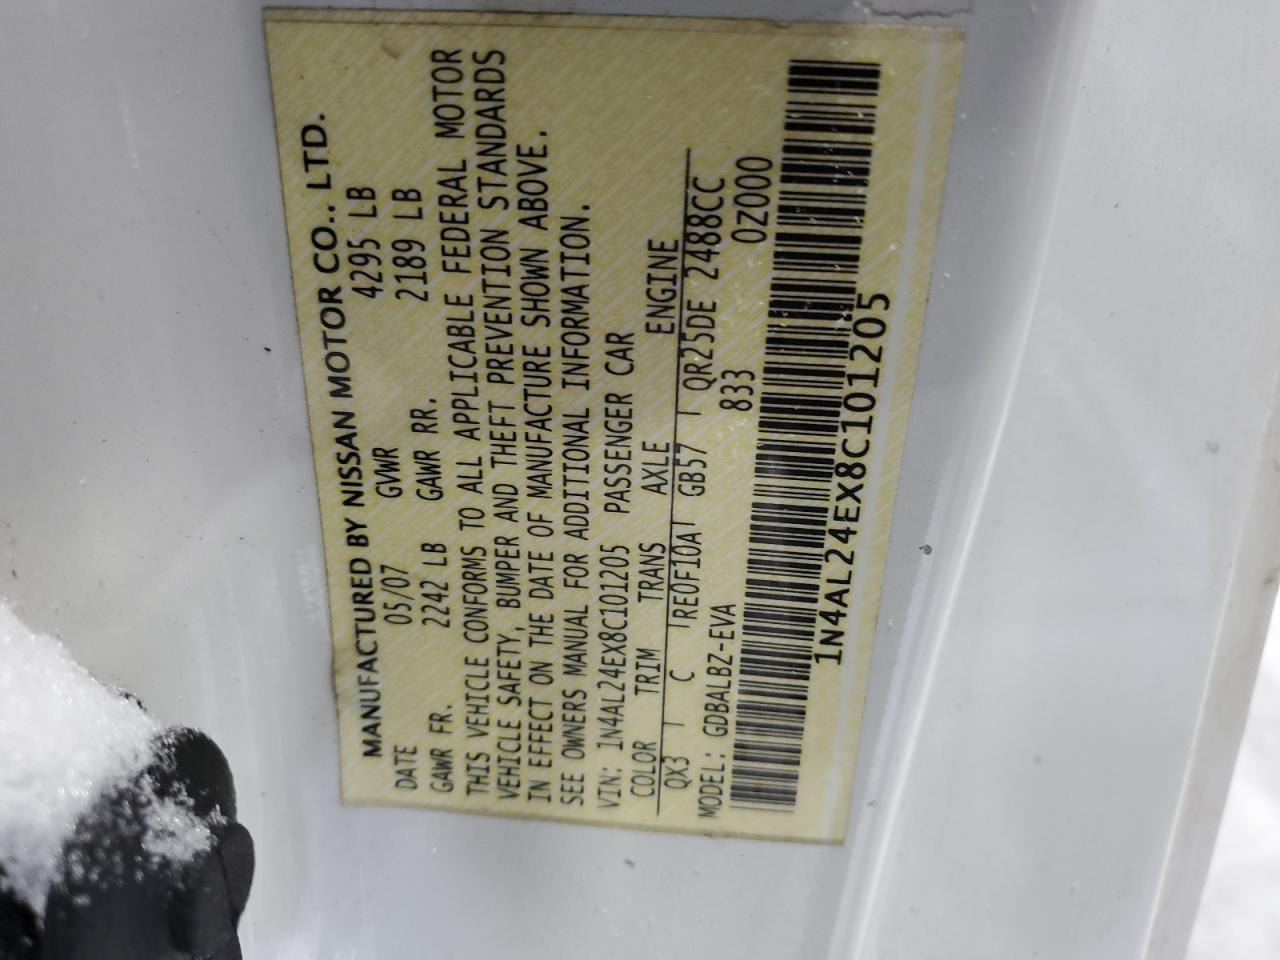 MANUFACTURED BY NISSAN MOTOR CO., LTD.
DATE 05/07 GVWR 4295 LB
GAWR FR. 2242 LB GAWR RR. 2189 LB
THIS VEHICLE CONFORMS TO ALL APPLICABLE FEDERAL MOTOR
VEHICLE SAFETY, BUMPER AND THEFT PREVENTION STANDARDS
IN EFFECT ON THE DATE OF MANUFACTURE SHOWN ABOVE.
SEE OWNERS MANUAL FOR ADDITIONAL INFORMATION.
VIN: 1N4AL24EX8C101205 PASSENGER CAR
COLOR TRIM TRANS AXLE ENGINE
QX3 C RE0F10A GB57 QR25DE 2488CC
833 0Z000
MODEL: GDBALBZ-EVA
1N4AL24EX8C101205